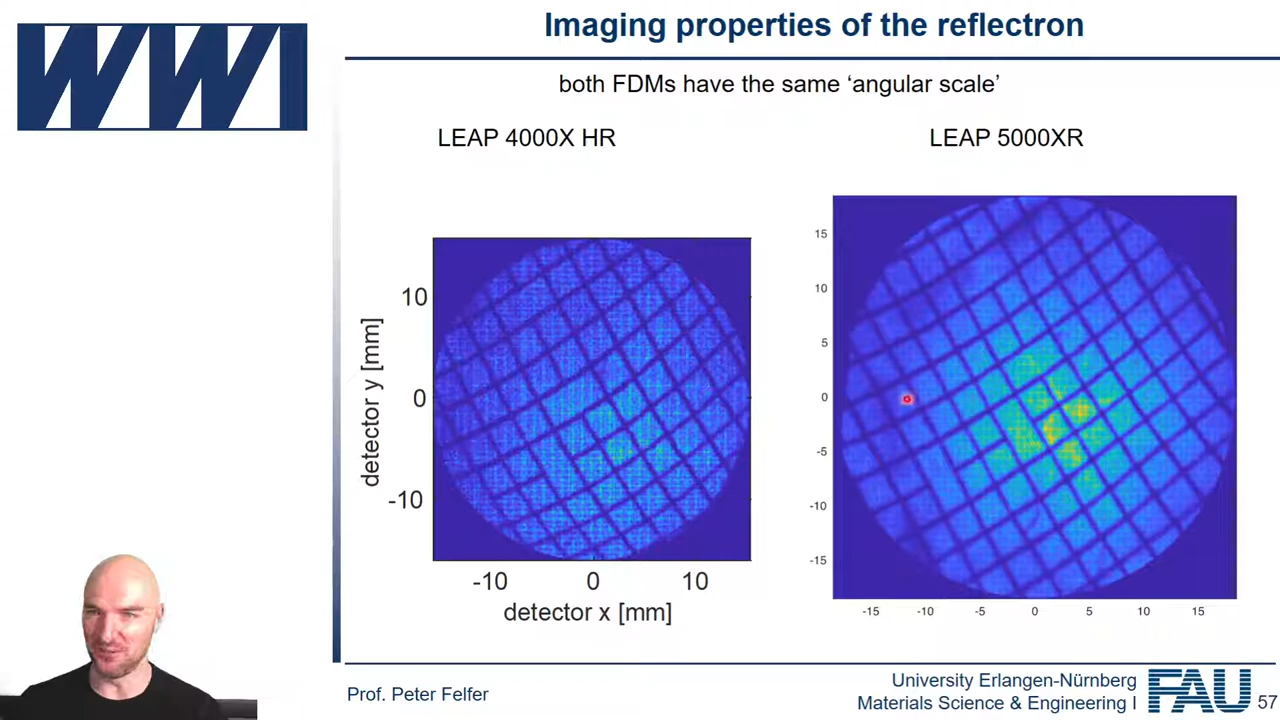 WWI
Imaging properties of the reflectron
both FDMs have the same ‘angular scale’
LEAP 4000X HR
LEAP 5000XR
detector y [mm]
10
0
-10
-10 0 10
detector x [mm]
15
10
5
0
-5
-10
-15
-15 -10 -5 0 5 10 15
Prof. Peter Felfer
University Erlangen-Nürnberg
Materials Science & Engineering I
FAU
57